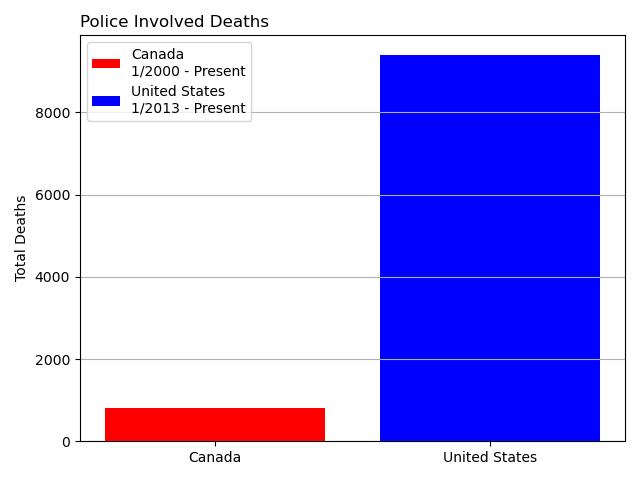 Police Involved Deaths
Canada
1/2000 - Present
United States
1/2013 - Present
8000
6000
4000
2000
0
Total Deaths
Canada
United States